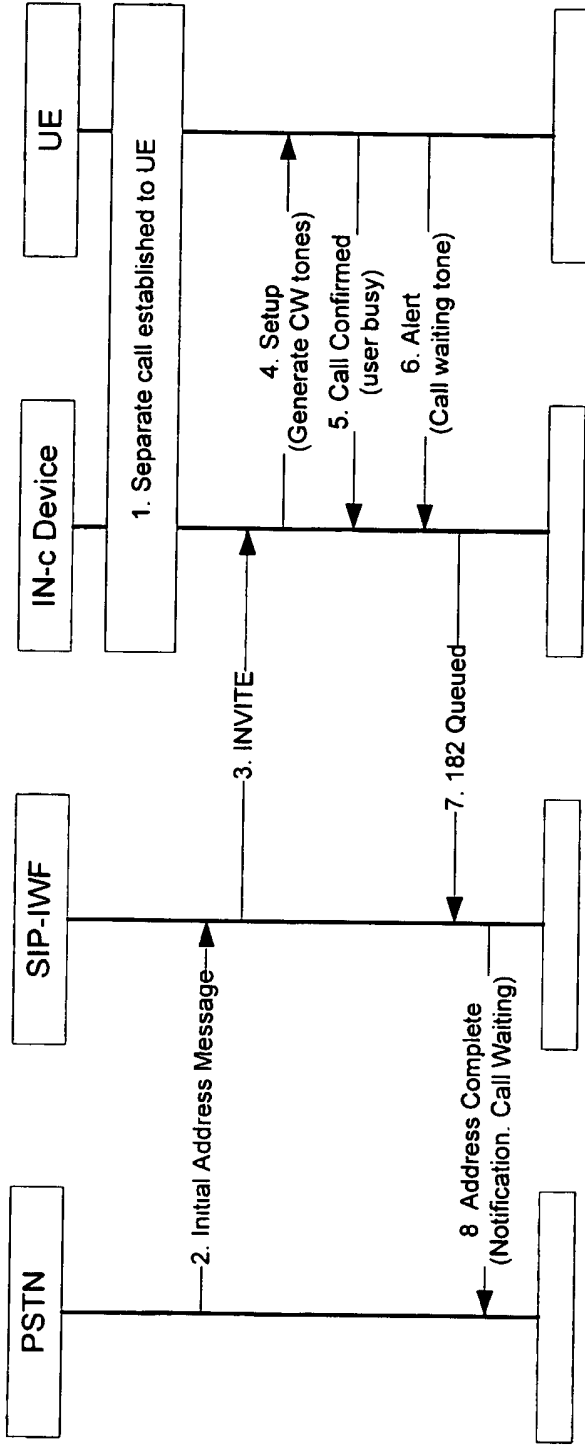 PSTN
SIP-IWF
IN-c Device
UE
1. Separate call established to UE
2. Initial Address Message
3. INVITE
4. Setup
(Generate CW tones)
5. Call Confirmed
(user busy)
6. Alert
(Call waiting tone)
7. 182 Queued
8 Address Complete
(Notification. Call Waiting)